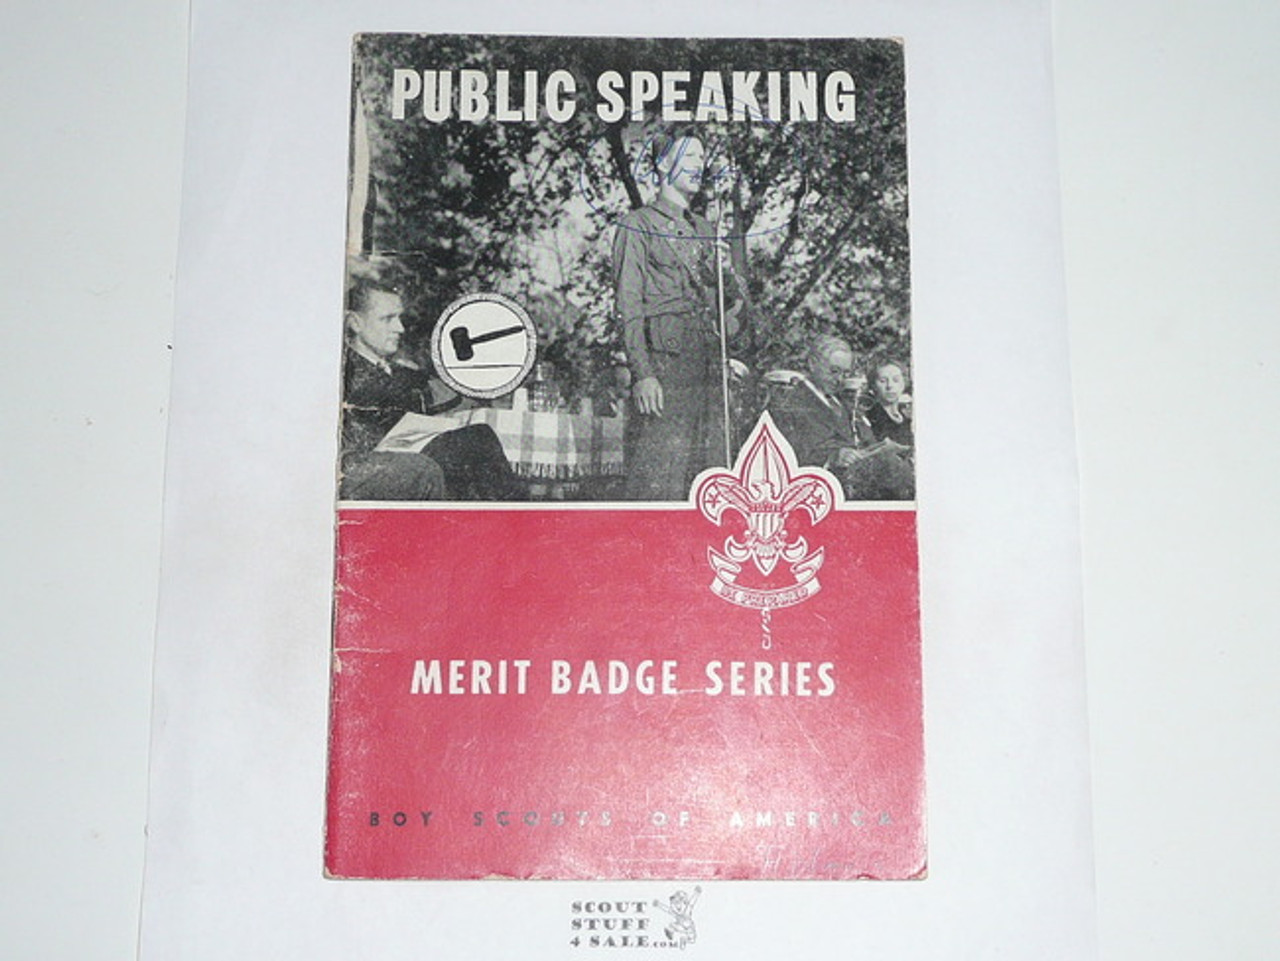 PUBLIC SPEAKING
MERIT BADGE SERIES
BOY SCOUTS OF AMERICA
SCOUT
STUFF
4 SALE.COM